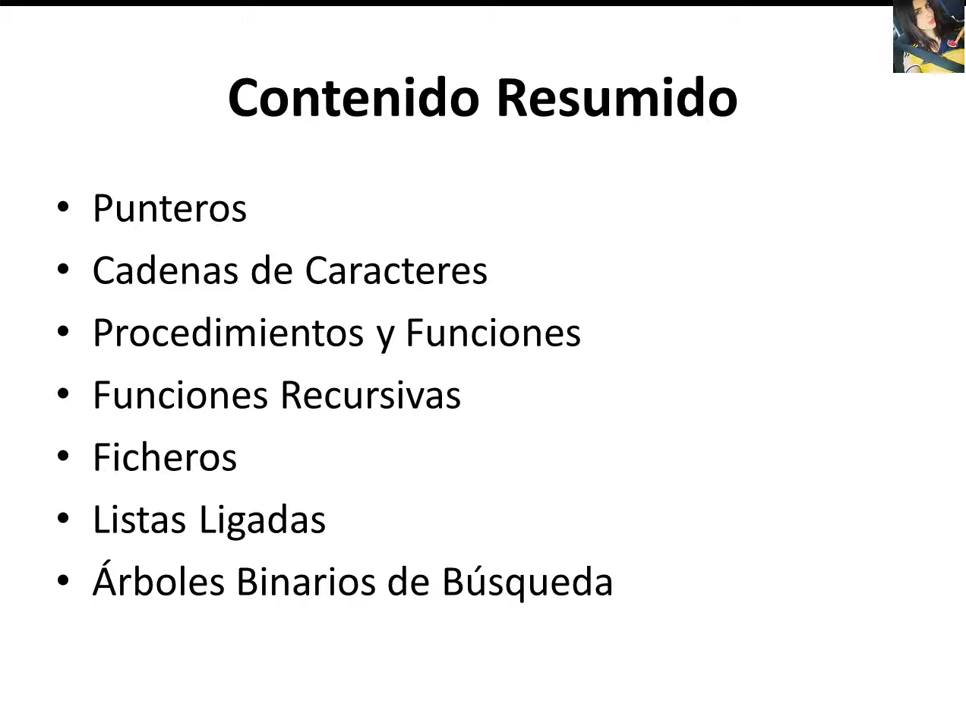 Contenido Resumido
• Punteros
• Cadenas de Caracteres
• Procedimientos y Funciones
• Funciones Recursivas
• Ficheros
• Listas Ligadas
• Árboles Binarios de Búsqueda